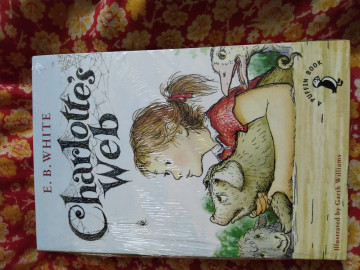 E. B. WHITE
Charlotte's
Web
A PUFFIN BOOK
illustrated by Garth Williams